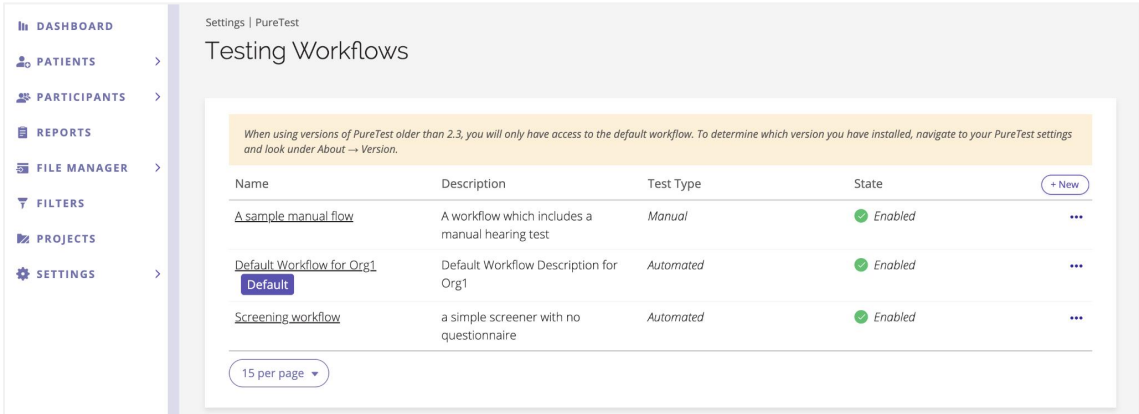 DASHBOARD
PATIENTS
PARTICIPANTS
REPORTS
FILE MANAGER
FILTERS
PROJECTS
SETTINGS
Settings | PureTest
Testing Workflows
When using versions of PureTest older than 2.3, you will only have access to the default workflow. To determine which version you have installed, navigate to your PureTest settings
and look under About → Version.
Name Description Test Type State + New
A sample manual flow A workflow which includes a Manual Enabled
manual hearing test
Default Workflow for Org1 Default Workflow Description for Automated Enabled
Default Org1
Screening workflow a simple screener with no Automated Enabled
questionnaire
15 per page